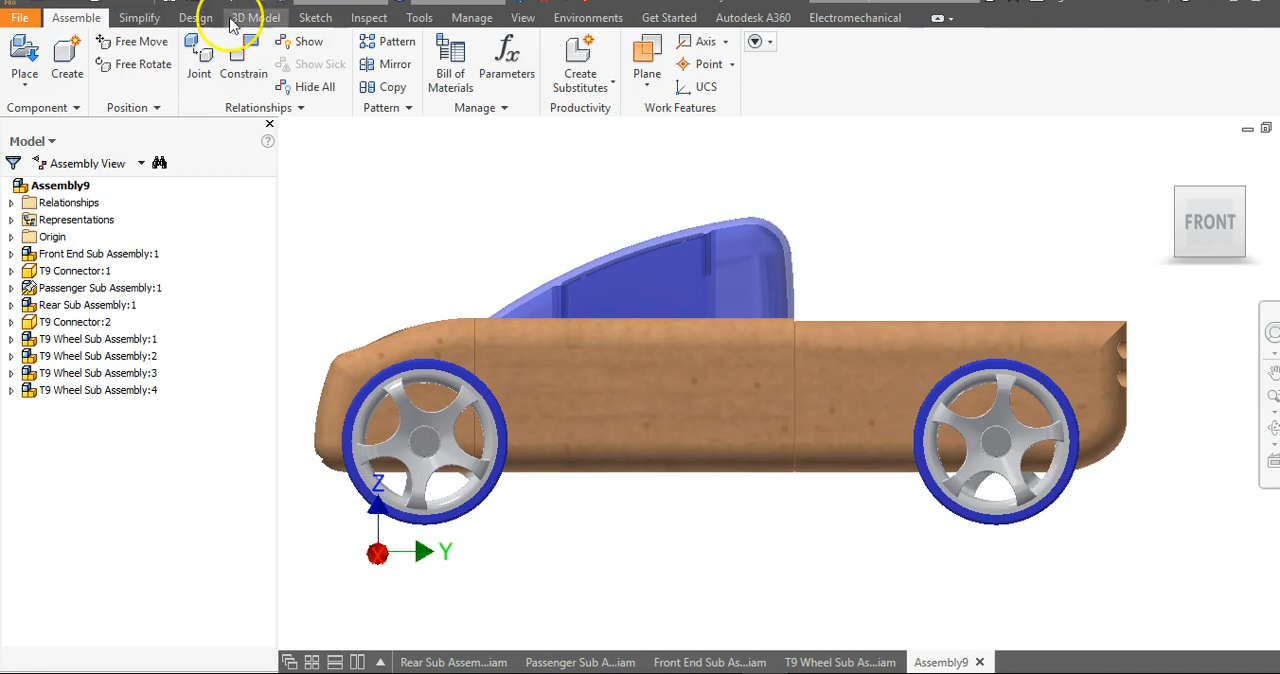 File Assemble Simplify Design 3D Model Sketch Inspect Tools Manage View Environments Get Started Autodesk A360 Electromechanical
Free Move Show Pattern Axis
Free Rotate Show Sick Mirror Point
Place Create Joint Constrain Hide All Copy Bill of Materials Parameters Create Substitutes Plane UCS
Component Position Relationships Pattern Manage Productivity Work Features
Model
Assembly View
Assembly9
Relationships
Representations
Origin
Front End Sub Assembly:1
T9 Connector:1
Passenger Sub Assembly:1
Rear Sub Assembly:1
T9 Connector:2
T9 Wheel Sub Assembly:1
T9 Wheel Sub Assembly:2
T9 Wheel Sub Assembly:3
T9 Wheel Sub Assembly:4
FRONT
Z
Y
Rear Sub Assem...iam Passenger Sub A...iam Front End Sub As...iam T9 Wheel Sub As...iam Assembly9